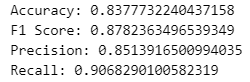 Accuracy: 0.8377732240437158
F1 Score: 0.8782363496539349
Precision: 0.8513916500994035
Recall: 0.9068290100582319